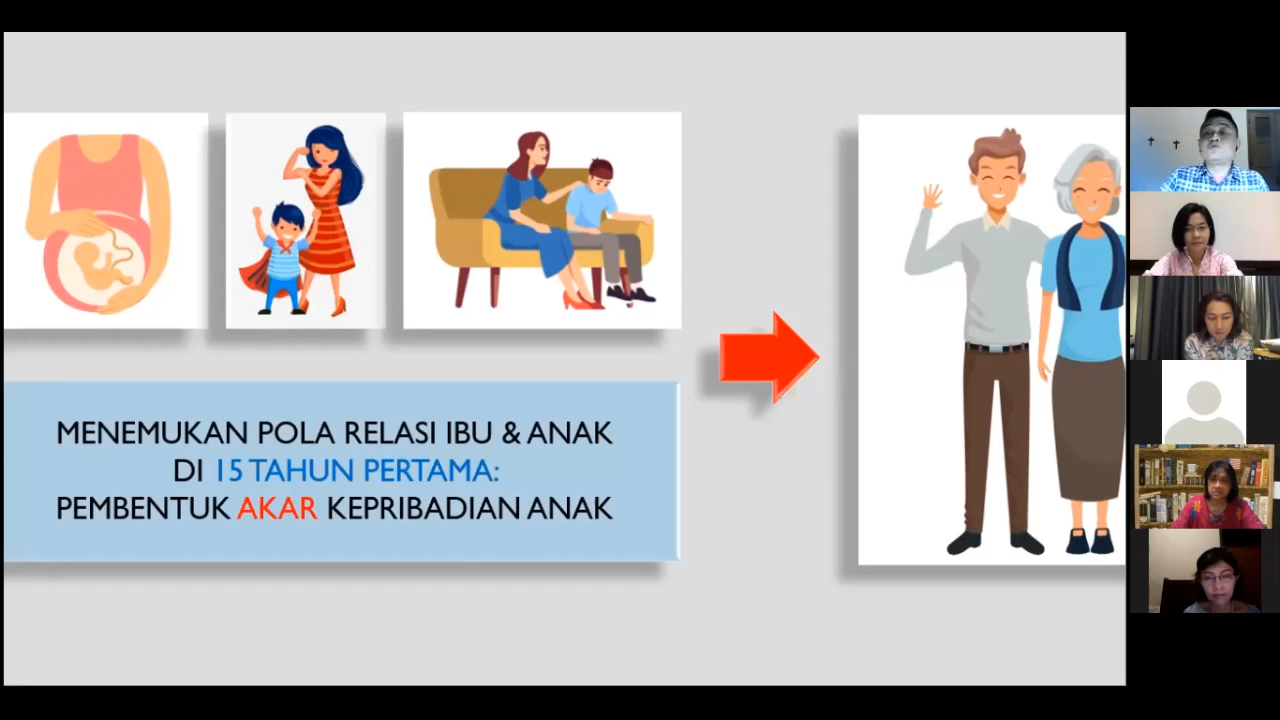 MENEMUKAN POLA RELASI IBU & ANAK
DI 15 TAHUN PERTAMA:
PEMBENTUK AKAR KEPRIBADIAN ANAK